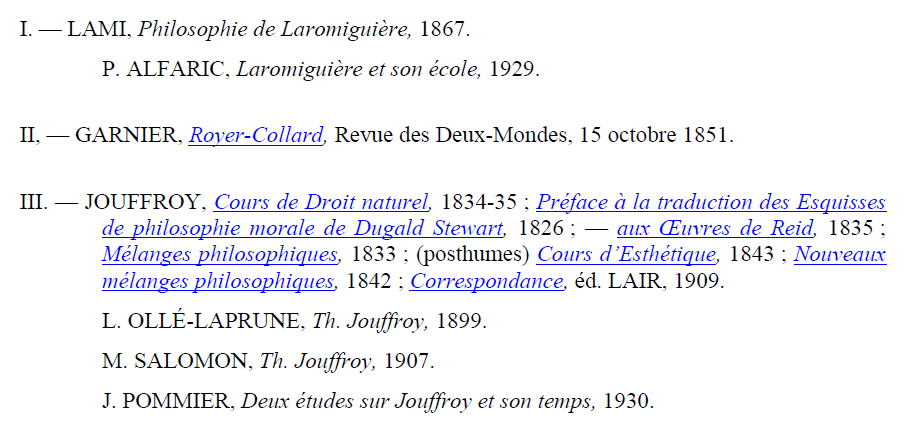 I. — LAMI, Philosophie de Laromiguière, 1867.
P. ALFARIC, Laromiguière et son école, 1929.
II, — GARNIER, Royer-Collard, Revue des Deux-Mondes, 15 octobre 1851.
III. — JOUFFROY, Cours de Droit naturel, 1834-35 ; Préface à la traduction des Esquisses
de philosophie morale de Dugald Stewart, 1826 ; — aux Œuvres de Reid, 1835 ;
Mélanges philosophiques, 1833 ; (posthumes) Cours d’Esthétique, 1843 ; Nouveaux
mélanges philosophiques, 1842 ; Correspondance, éd. LAIR, 1909.
L. OLLÉ-LAPRUNE, Th. Jouffroy, 1899.
M. SALOMON, Th. Jouffroy, 1907.
J. POMMIER, Deux études sur Jouffroy et son temps, 1930.